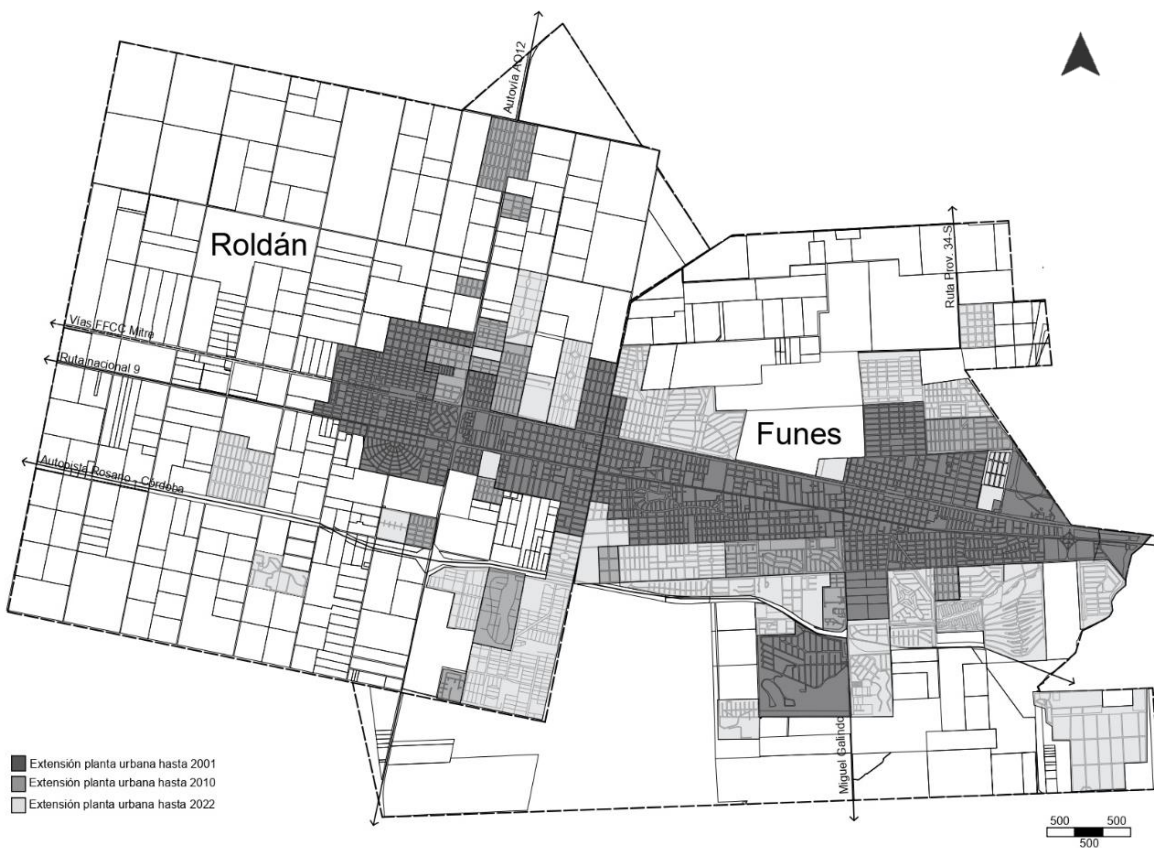 Autovía AO12
Roldán
Ruta Prov. 34-S
Vías FFCC Mitre
Ruta nacional 9
Funes
Autopista Rosario - Córdoba
Miguel Galindo
Extensión planta urbana hasta 2001
Extensión planta urbana hasta 2010
Extensión planta urbana hasta 2022
500 500
500